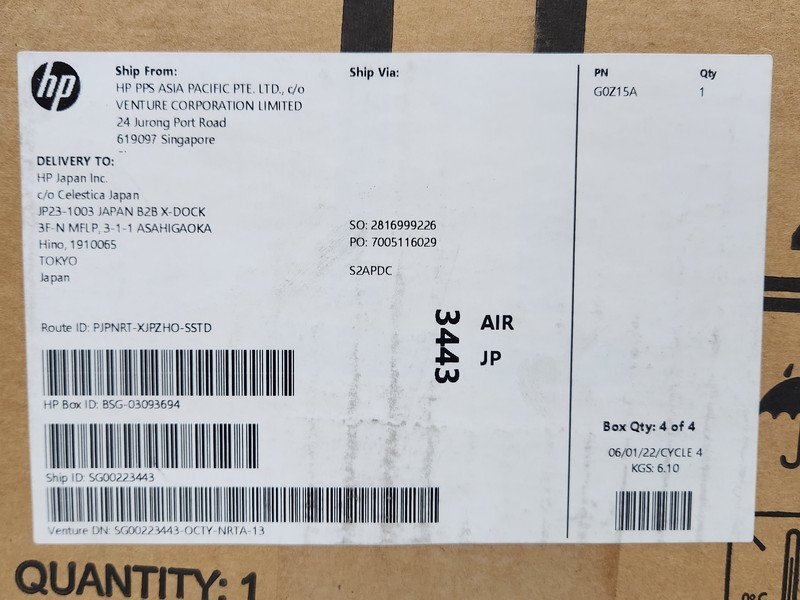 hp
Ship From:
HP PPS ASIA PACIFIC PTE. LTD., c/o
VENTURE CORPORATION LIMITED
24 Jurong Port Road
619097 Singapore
Ship Via:
PN Qty
G0Z15A 1
DELIVERY TO:
HP Japan Inc.
c/o Celestica Japan
JP23-1003 JAPAN B2B X-DOCK
3F-N MFLP, 3-1-1 ASAHIGAOKA
Hino, 1910065
TOKYO
Japan
SO: 2816999226
PO: 7005116029
S2APDC
Route ID: PJPNRT-XJPZHO-SSTD
3443
AIR
JP
HP Box ID: BSG-03093694
Ship ID: SG00223443
Venture DN: SG00223443-OCTY-NRTA-13
Box Qty: 4 of 4
06/01/22/CYCLE 4
KGS: 6.10
QUANTITY: 1
0°C